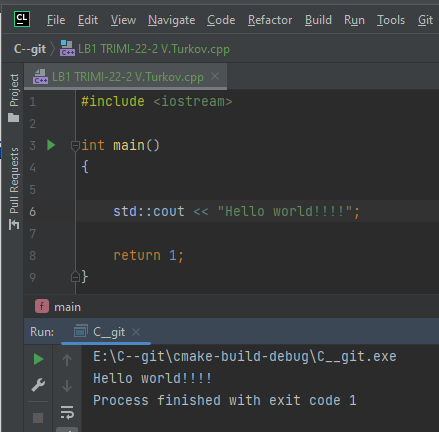 CL File Edit View Navigate Code Refactor Build Run Tools Git
C--git LB1 TRIMI-22-2 V.Turkov.cpp
LB1 TRIMI-22-2 V.Turkov.cpp
Project
Pull Requests
1 #include <iostream>
2
3 int main()
4 {
5
6 std::cout << "Hello world!!!!";
7
8 return 1;
9 }
f main
Run: C__git
E:\C--git\cmake-build-debug\C__git.exe
Hello world!!!!
Process finished with exit code 1